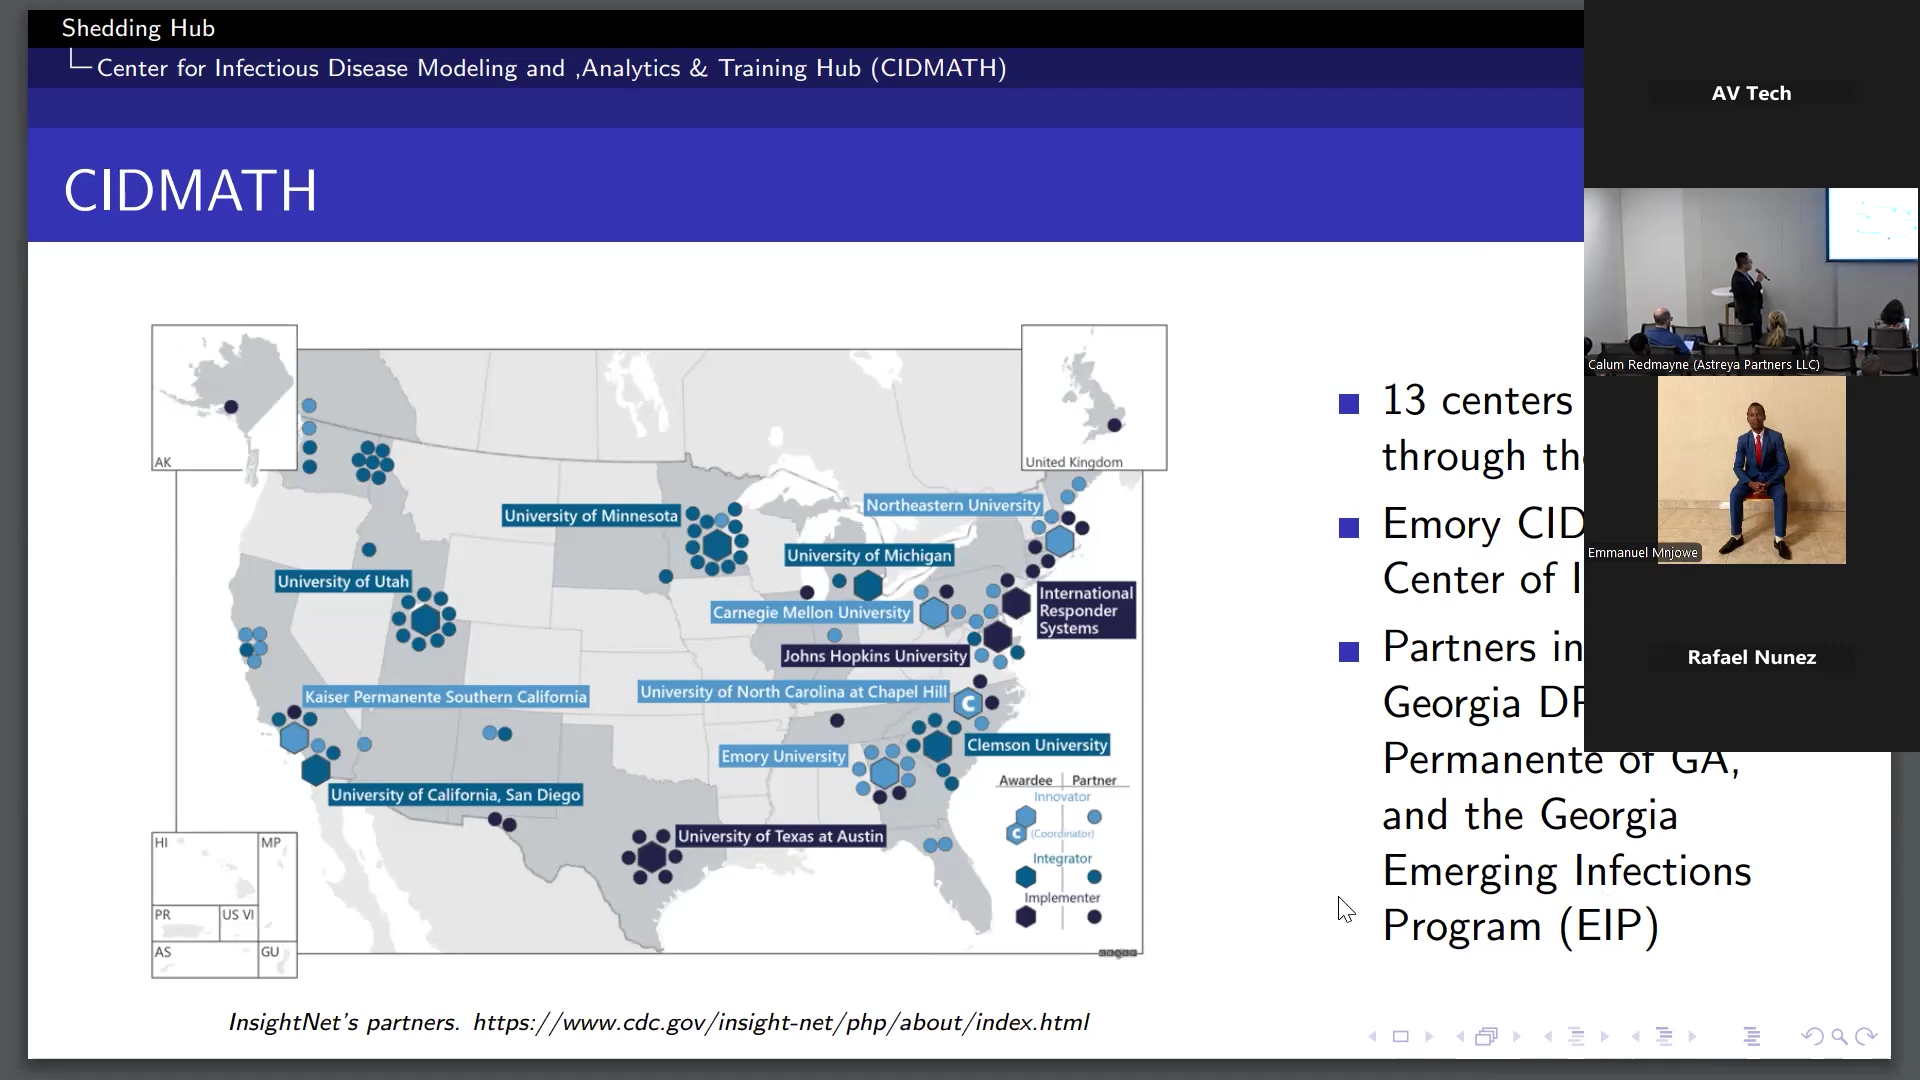 Shedding Hub
Center for Infectious Disease Modeling and ,Analytics & Training Hub (CIDMATH)
CIDMATH
AK
United Kingdom
Northeastern University
University of Minnesota
University of Michigan
University of Utah
International
Responder
Systems
Carnegie Mellon University
Johns Hopkins University
University of North Carolina at Chapel Hill
C
Kaiser Permanente Southern California
Clemson University
Emory University
University of California, San Diego
University of Texas at Austin
Awardee Partner
Innovator
C (Coordinator)
Integrator
Implementer
HI
MP
PR
US VI
AS
GU
InsightNet's partners. https://www.cdc.gov/insight-net/php/about/index.html
13 centers
through
Emory
Center of
Partners in
Georgia
Permanente of GA,
and the Georgia
Emerging Infections
Program (EIP)
AV Tech
Calum Redmayne (Astreya Partners LLC)
Emmanuel Mnjowe
Rafael Nunez